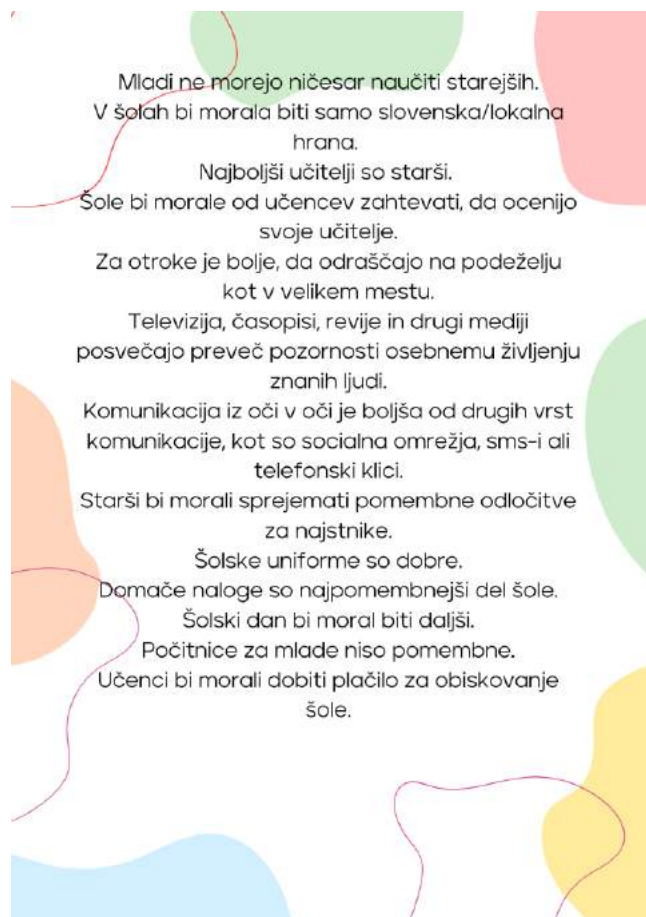 Mladi ne morejo ničesar naučiti starejših.
V šolah bi morala biti samo slovenska/lokalna
hrana.
Najboljši učitelji so starši.
Šole bi morale od učencev zahtevati, da ocenijo
svoje učitelje.
Za otroke je bolje, da odraščajo na podeželju
kot v velikem mestu.
Televizija, časopisi, revije in drugi mediji
posvečajo preveč pozornosti osebnemu življenju
znanih ljudi.
Komunikacija iz oči v oči je boljša od drugih vrst
komunikacije, kot so socialna omrežja, sms-i ali
telefonski klici.
Starši bi morali sprejemati pomembne odločitve
za najstnike.
Šolske uniforme so dobre.
Domače naloge so najpomembnejši del šole.
Šolski dan bi moral biti daljši.
Počitnice za mlade niso pomembne.
Učenci bi morali dobiti plačilo za obiskovanje
šole.